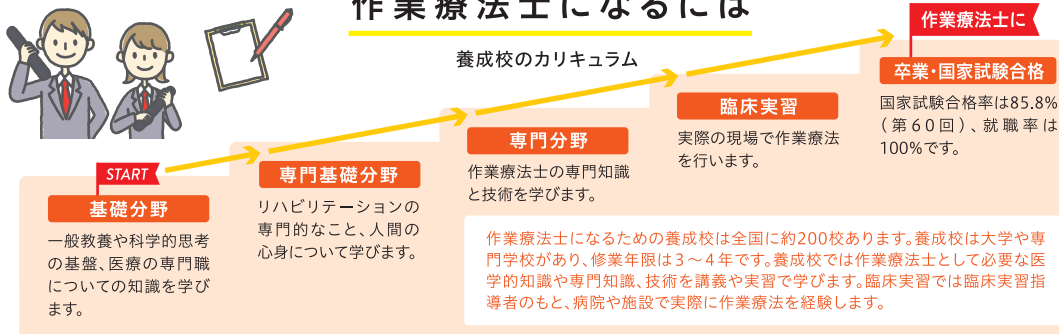 作業療法士になるには
養成校のカリキュラム
START
基礎分野
一般教養や科学的思考
の基盤、医療の専門職
についての知識を学び
ます。
専門基礎分野
リハビリテーションの
専門的なこと、人間の
心身について学びます。
専門分野
作業療法士の専門知識
と技術を学びます。
臨床実習
実際の現場で作業療法
を行います。
作業療法士に
卒業・国家試験合格
国家試験合格率は85.8%
(第60回)、就職率は
100%です。
作業療法士になるための養成校は全国に約200校あります。養成校は大学や専
門学校があり、修業年限は3〜4年です。養成校では作業療法士として必要な医
学的知識や専門知識、技術を講義や実習で学びます。臨床実習では臨床実習指
導者のもと、病院や施設で実際に作業療法を経験します。